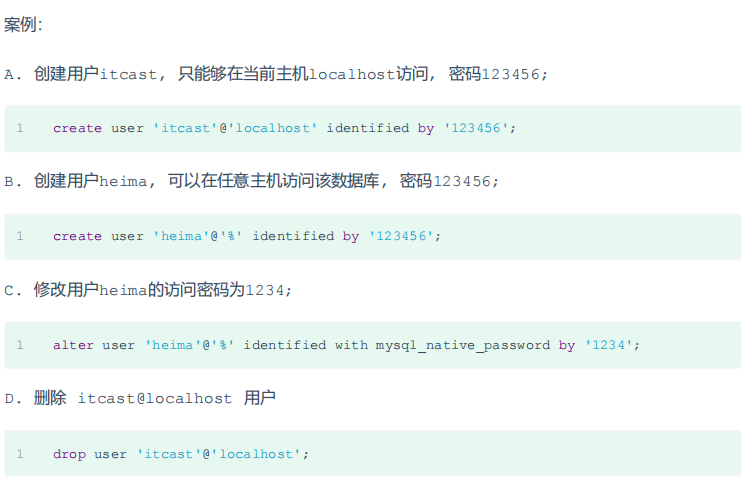 案例：
A. 创建用户itcast, 只能够在当前主机localhost访问, 密码123456;
1 create user 'itcast'@'localhost' identified by '123456';
B. 创建用户heima, 可以在任意主机访问该数据库, 密码123456;
1 create user 'heima'@'%' identified by '123456';
C. 修改用户heima的访问密码为1234;
1 alter user 'heima'@'%' identified with mysql_native_password by '1234';
D. 删除 itcast@localhost 用户
1 drop user 'itcast'@'localhost';